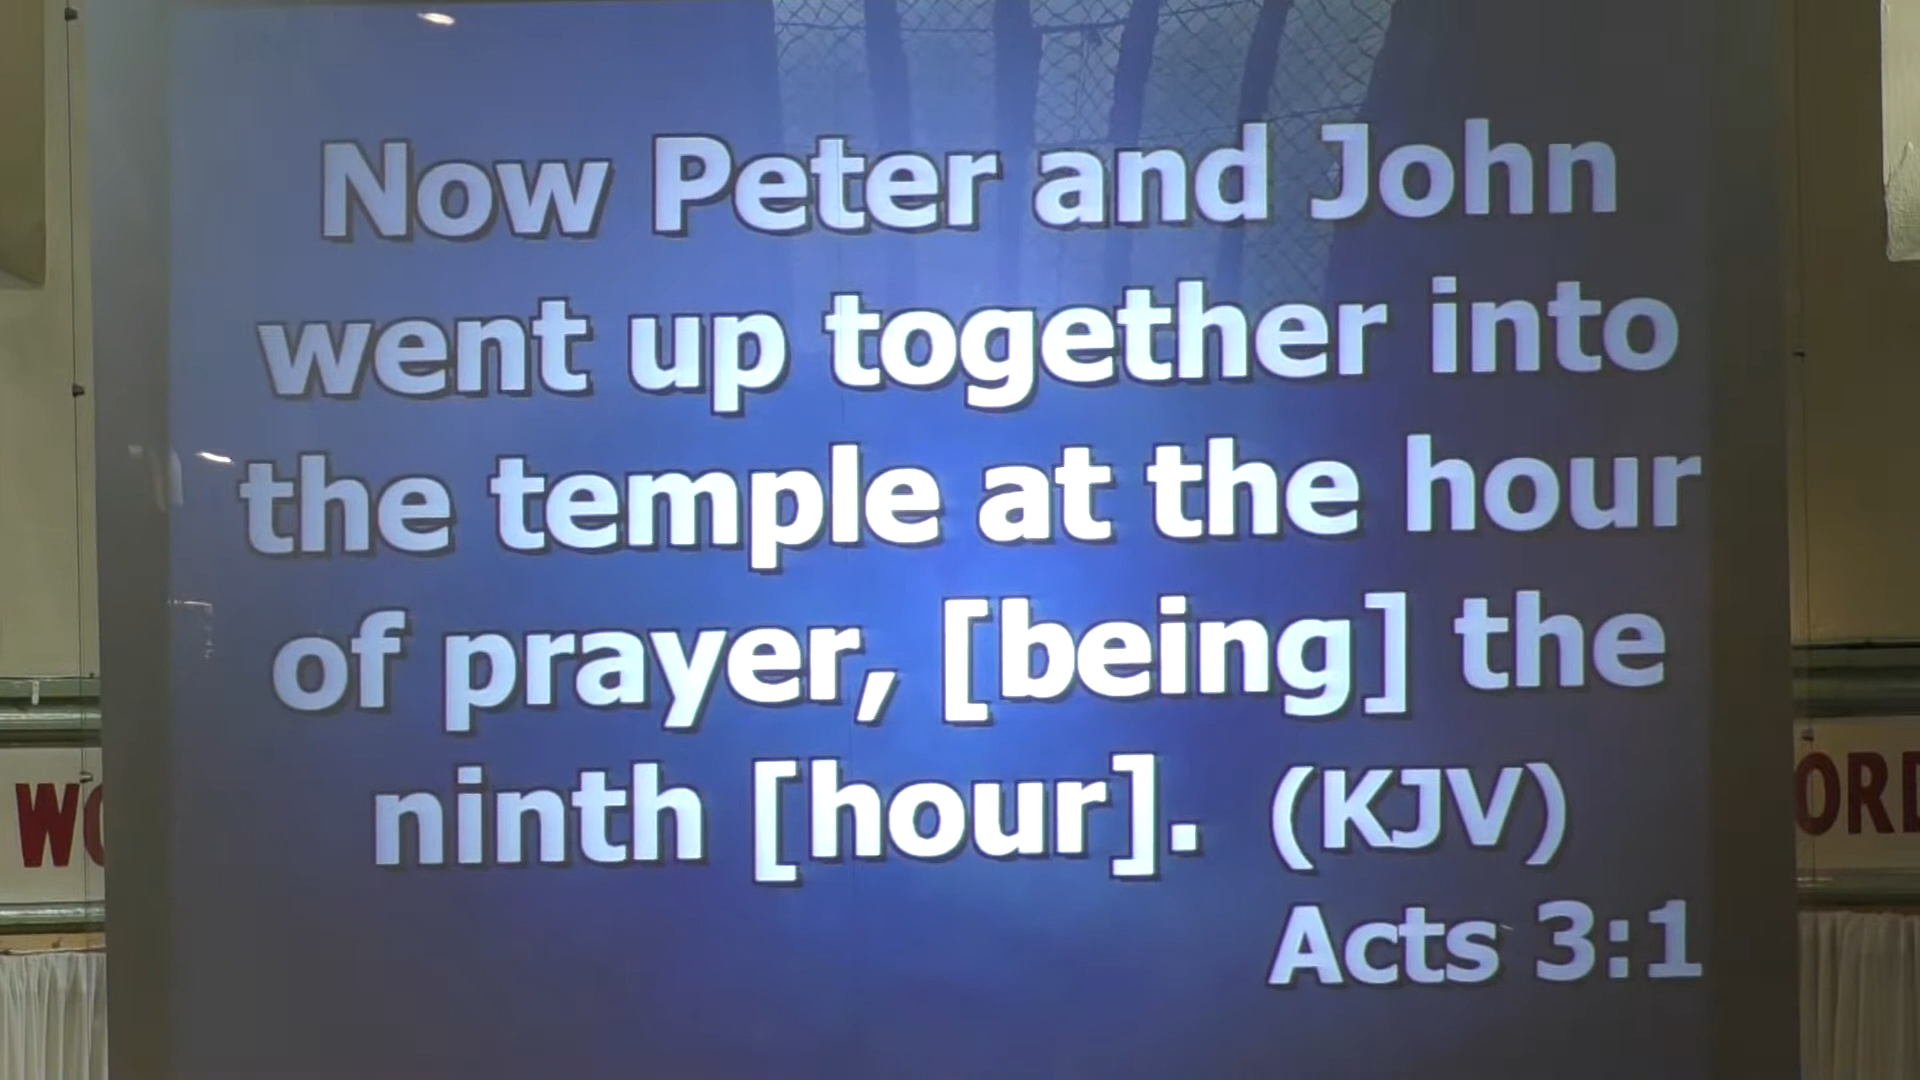 Now Peter and John
went up together into
the temple at the hour
of prayer, [being] the
ninth [hour]. (KJV)
Acts 3:1